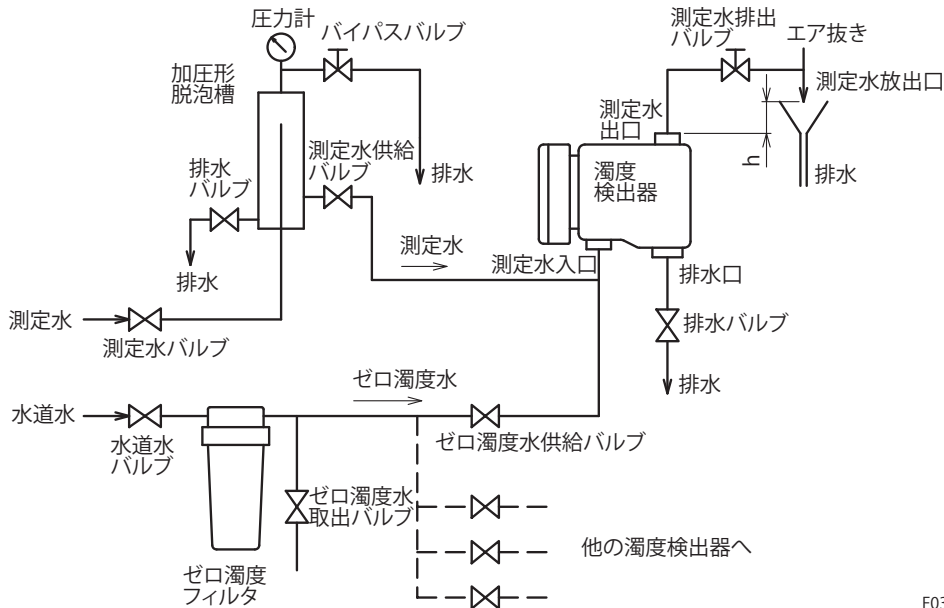 圧力計
バイパスバルブ
測定水排出
バルブ
エア抜き
加圧形
脱泡槽
測定水放出口
測定水
出口
測定水供給
バルブ
h
排水
バルブ
排水
濁度
検出器
排水
測定水
排水
測定水入口
排水口
測定水
測定水バルブ
排水バルブ
ゼロ濁度水
排水
水道水
水道水
バルブ
ゼロ濁度水供給バルブ
ゼロ濁度水
取出バルブ
他の濁度検出器へ
ゼロ濁度
フィルタ